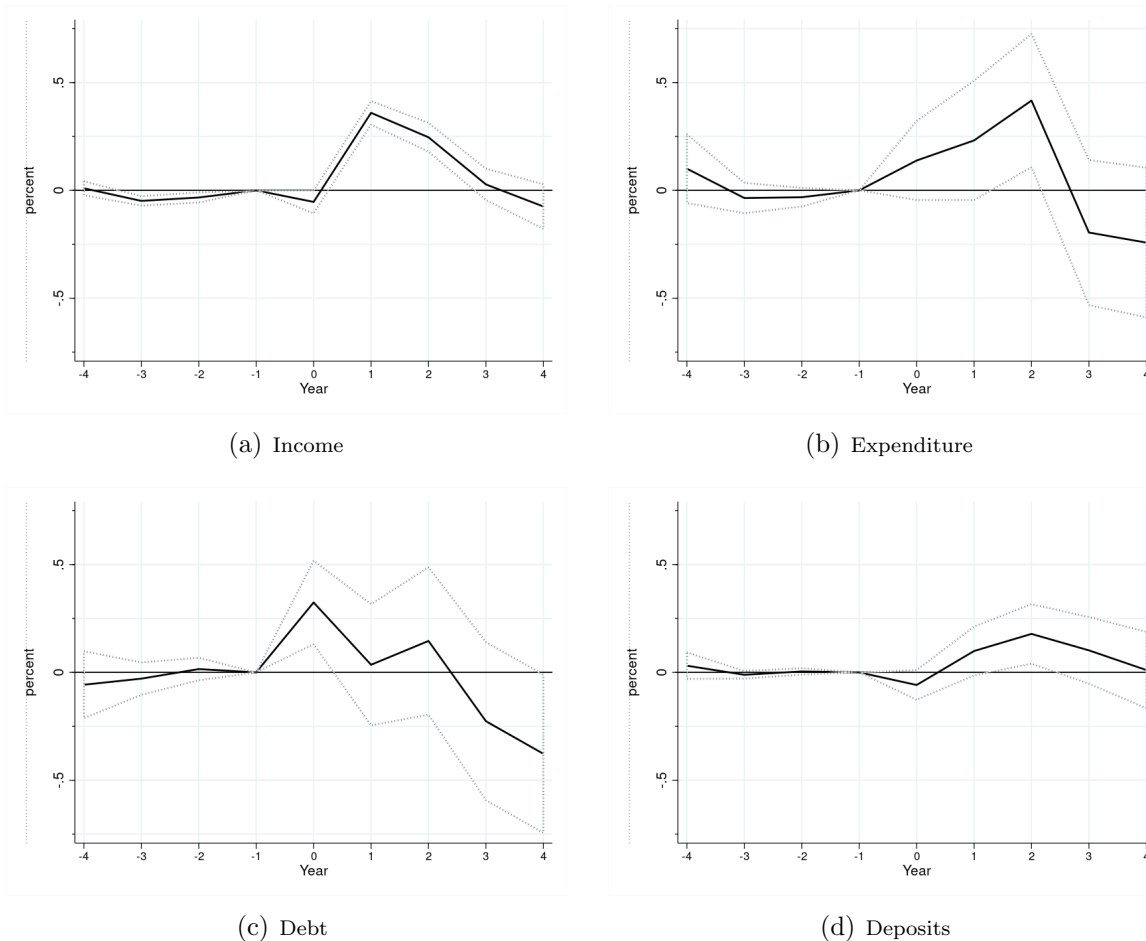 percent
.5
0
-.5
-4 -3 -2 -1 0 1 2 3 4
Year
(a) Income
percent
.5
0
-.5
-4 -3 -2 -1 0 1 2 3 4
Year
(b) Expenditure
percent
.5
0
-.5
-4 -3 -2 -1 0 1 2 3 4
Year
(c) Debt
percent
.5
0
-.5
-4 -3 -2 -1 0 1 2 3 4
Year
(d) Deposits